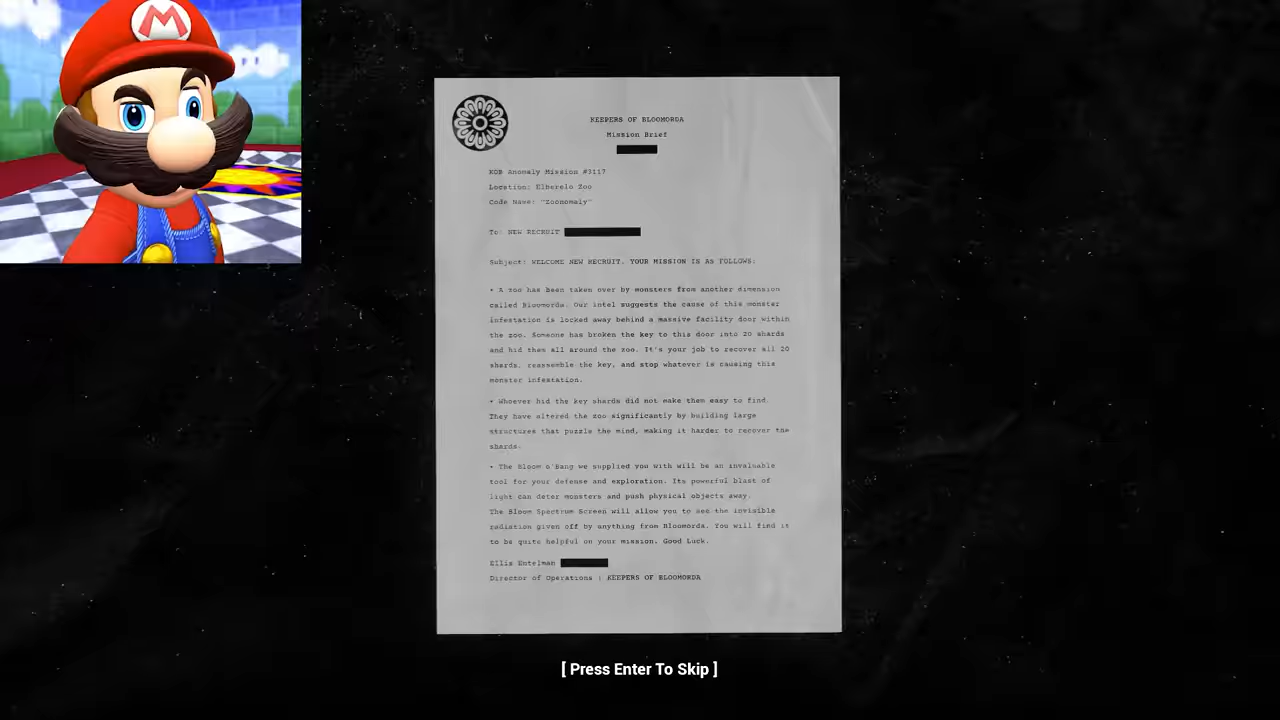 M
KEEPERS OF BLOOMORDA
Mission Brief
KOB Anomaly Mission #3117
Location: Elberelo Zoo
Code Name: "Zoonomaly"
To: NEW RECRUIT
Subject: WELCOME NEW RECRUIT. YOUR MISSION IS AS FOLLOWS:
• A zoo has been taken over by monsters from another dimension
called Bloomorda. Our intel suggests the cause of this monster
infestation is locked away behind a massive facility door within
the zoo. Someone has broken the key to this door into 20 shards
and hid them all around the zoo. It's your job to recover all 20
shards, reassemble the key, and stop whatever is causing this
monster infestation.
• Whoever hid the key shards did not make them easy to find.
They have altered the zoo significantly by building large
structures that puzzle the mind, making it harder to recover the
shards.
• The Bloom o'Bang we supplied you with will be an invaluable
tool for your defense and exploration. Its powerful blast of
light can deter monsters and push physical objects away.
The Bloom Spectrum Screen will allow you to see the invisible
radiation given off by anything from Bloomorda. You will find it
to be quite helpful on your mission. Good Luck.
Ellis Entelman
Director of Operations | KEEPERS OF BLOOMORDA
[ Press Enter To Skip ]